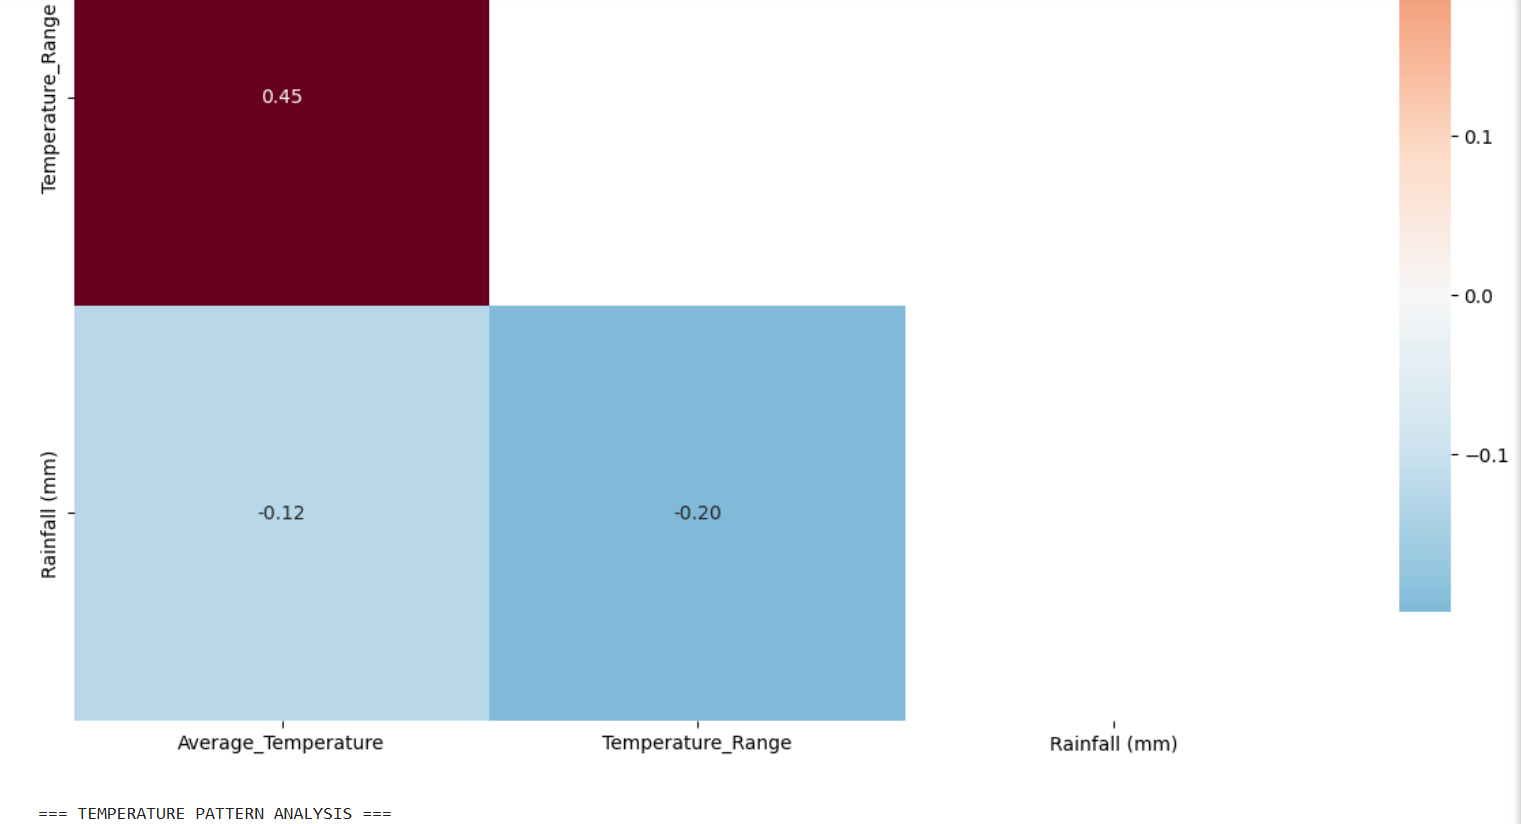 Temperature_Range
0.45
0.1
0.0
−0.1
Rainfall (mm)
-0.12
-0.20
Average_Temperature
Temperature_Range
Rainfall (mm)
=== TEMPERATURE PATTERN ANALYSIS ===